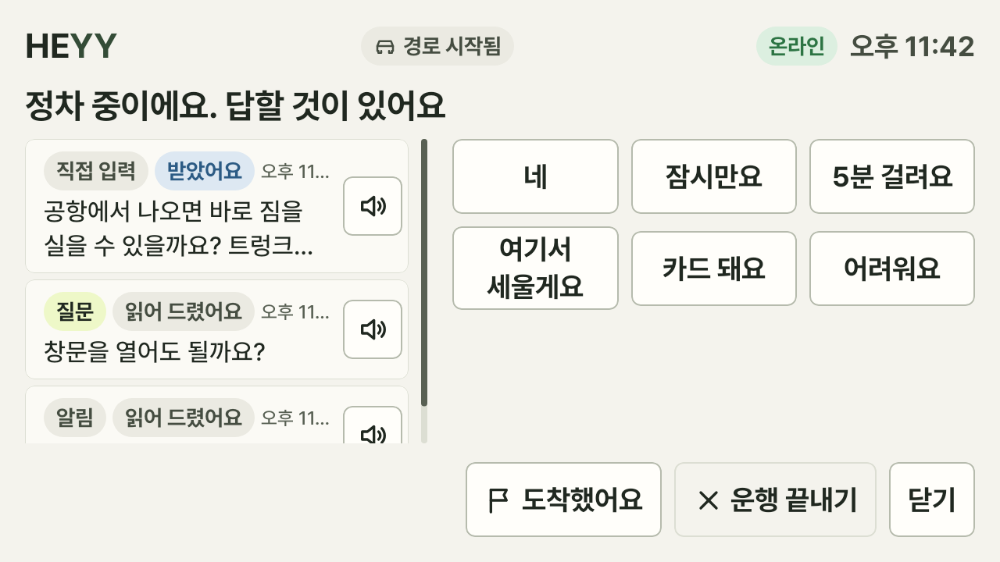 HEYY
경로 시작됨
온라인
오후 11:42
정차 중이에요. 답할 것이 있어요
직접 입력
받았어요
오후 11...
공항에서 나오면 바로 짐을
실을 수 있을까요? 트렁크...
질문
읽어 드렸어요
오후 11...
창문을 열어도 될까요?
알림
읽어 드렸어요
오후 11...
네
잠시만요
5분 걸려요
여기서
세울게요
카드 돼요
어려워요
도착했어요
운행 끝내기
닫기